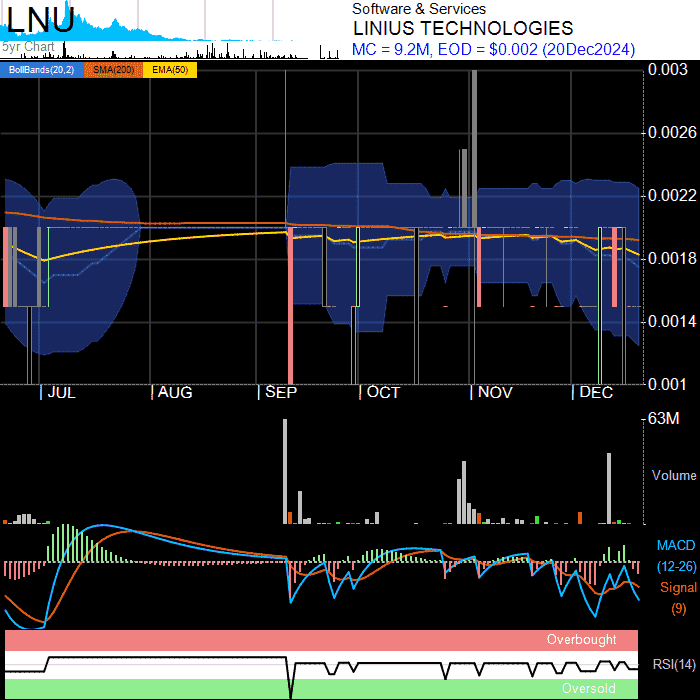 LNU
Software & Services
LINIUS TECHNOLOGIES
5yr Chart
MC = 9.2M, EOD = $0.002 (20Dec2024)
BollBands(20,2) SMA(200) EMA(50)
0.003
0.0026
0.0022
0.0018
0.0014
0.001
| JUL | AUG | SEP | OCT | NOV | DEC
63M
Volume
MACD
(12-26)
Signal
(9)
Overbought
RSI(14)
Oversold